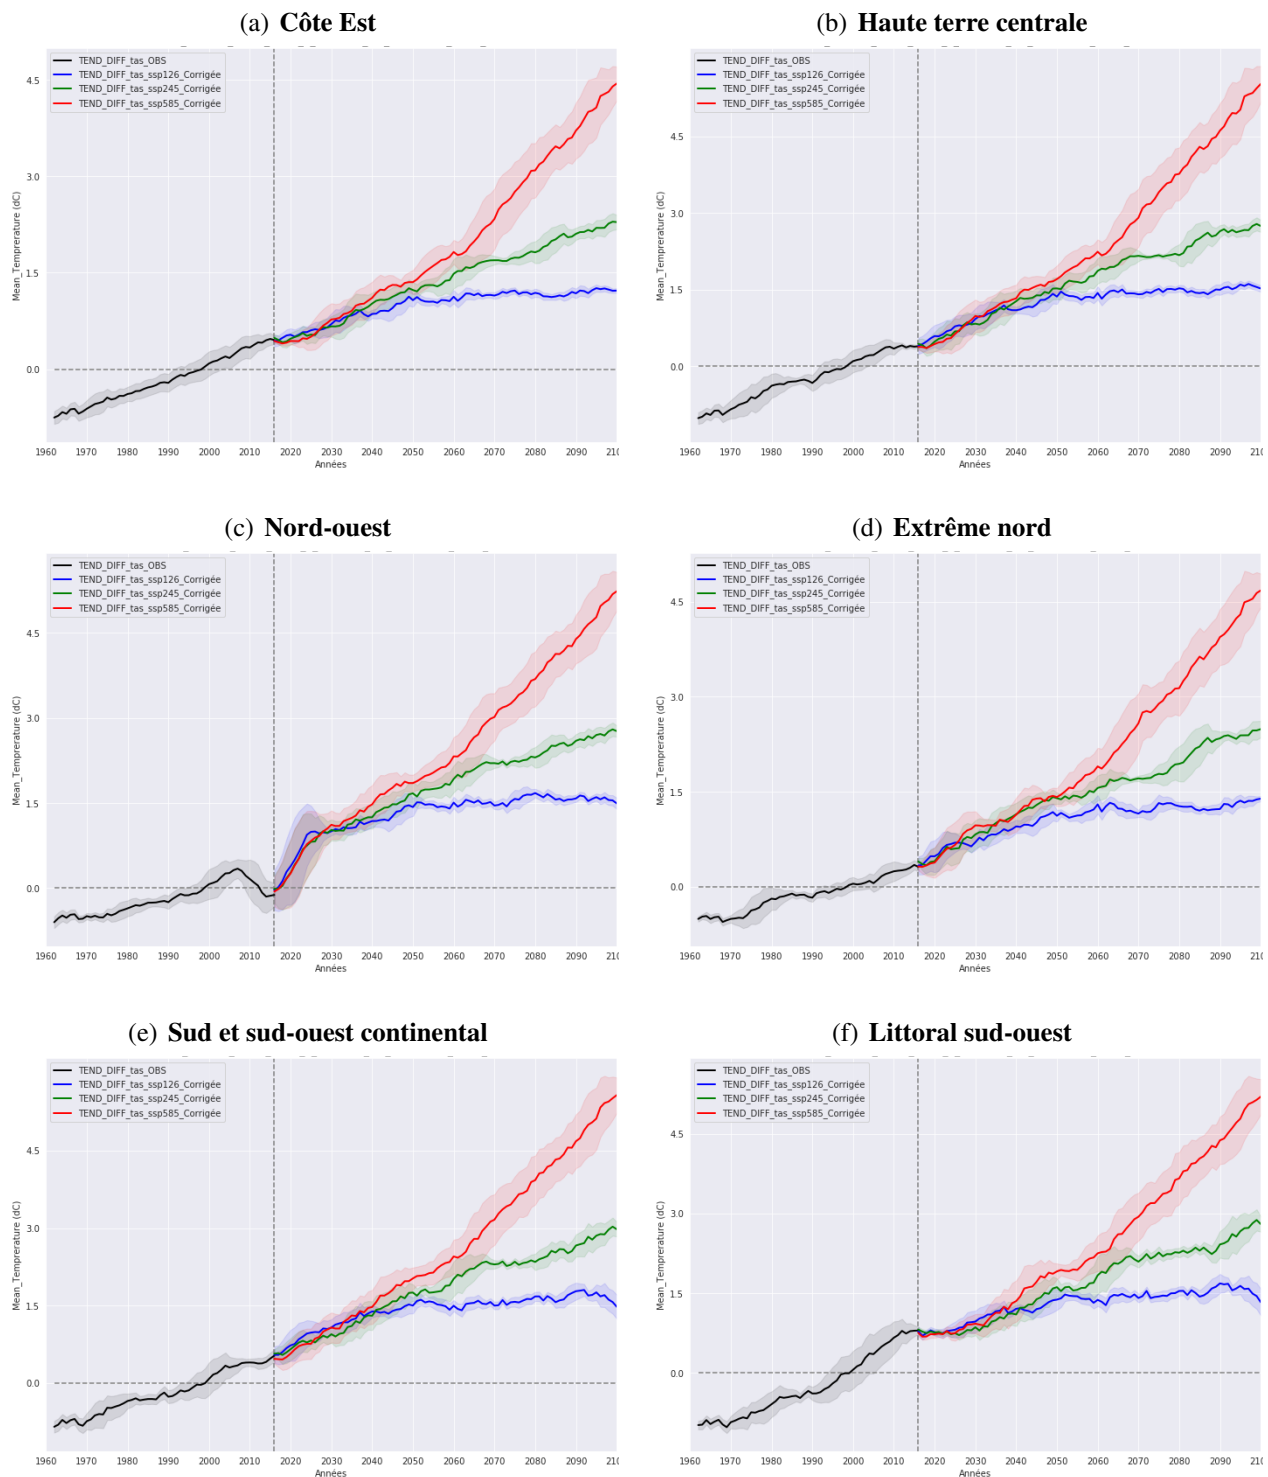 (a) Côte Est
TEND_DIFF_tas_OBS
TEND_DIFF_tas_ssp126_Corrigée
TEND_DIFF_tas_ssp245_Corrigée
TEND_DIFF_tas_ssp585_Corrigée
4.5
3.0
1.5
0.0
Mean_Temprerature (dC)
1960 1970 1980 1990 2000 2010 2020 2030 2040 2050 2060 2070 2080 2090 210
Années
(b) Haute terre centrale
TEND_DIFF_tas_OBS
TEND_DIFF_tas_ssp126_Corrigée
TEND_DIFF_tas_ssp245_Corrigée
TEND_DIFF_tas_ssp585_Corrigée
4.5
3.0
1.5
0.0
Mean_Temprerature (dC)
1960 1970 1980 1990 2000 2010 2020 2030 2040 2050 2060 2070 2080 2090 210
Années
(c) Nord-ouest
TEND_DIFF_tas_OBS
TEND_DIFF_tas_ssp126_Corrigée
TEND_DIFF_tas_ssp245_Corrigée
TEND_DIFF_tas_ssp585_Corrigée
4.5
3.0
1.5
0.0
Mean_Temprerature (dC)
1960 1970 1980 1990 2000 2010 2020 2030 2040 2050 2060 2070 2080 2090 210
Années
(d) Extrême nord
TEND_DIFF_tas_OBS
TEND_DIFF_tas_ssp126_Corrigée
TEND_DIFF_tas_ssp245_Corrigée
TEND_DIFF_tas_ssp585_Corrigée
4.5
3.0
1.5
0.0
Mean_Temprerature (dC)
1960 1970 1980 1990 2000 2010 2020 2030 2040 2050 2060 2070 2080 2090 210
Années
(e) Sud et sud-ouest continental
TEND_DIFF_tas_OBS
TEND_DIFF_tas_ssp126_Corrigée
TEND_DIFF_tas_ssp245_Corrigée
TEND_DIFF_tas_ssp585_Corrigée
4.5
3.0
1.5
0.0
Mean_Temprerature (dC)
1960 1970 1980 1990 2000 2010 2020 2030 2040 2050 2060 2070 2080 2090 210
Années
(f) Littoral sud-ouest
TEND_DIFF_tas_OBS
TEND_DIFF_tas_ssp126_Corrigée
TEND_DIFF_tas_ssp245_Corrigée
TEND_DIFF_tas_ssp585_Corrigée
4.5
3.0
1.5
0.0
Mean_Temprerature (dC)
1960 1970 1980 1990 2000 2010 2020 2030 2040 2050 2060 2070 2080 2090 210
Années